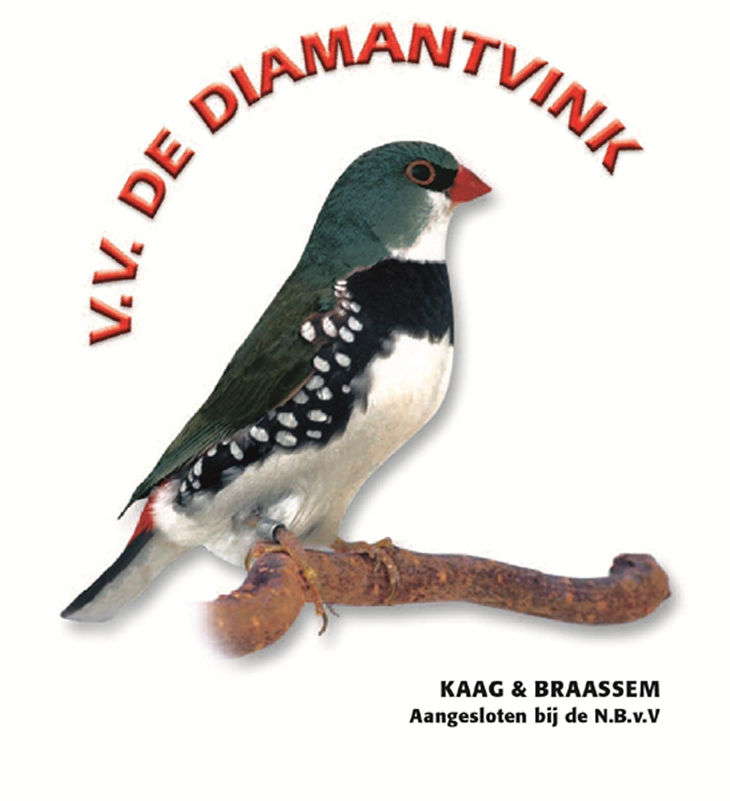 V.V. DE DIAMANTVINK
KAAG & BRAASSEM
Aangesloten bij de N.B.v.V